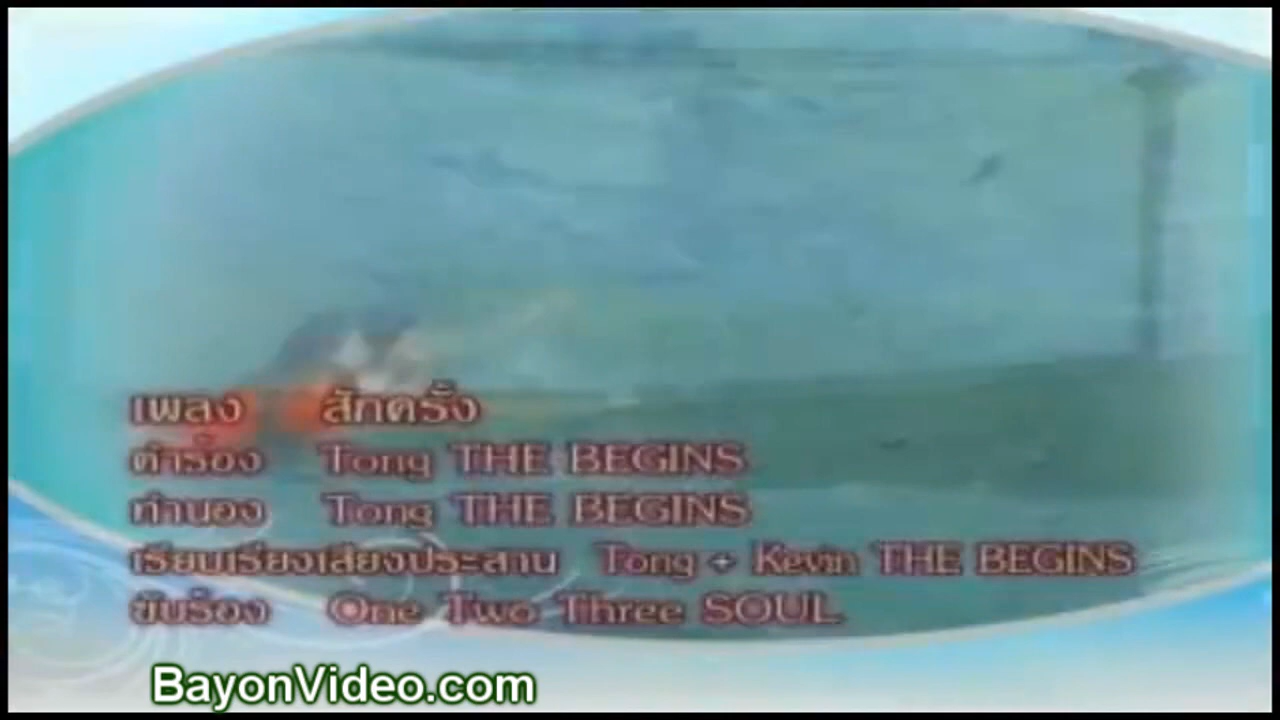 เพลง สักครั้ง
คำร้อง Tong THE BEGINS
ทำนอง Tong THE BEGINS
เรียบเรียงเสียงประสาน Tong + Kevin THE BEGINS
ขับร้อง One Two Three SOUL
BayonVideo.com